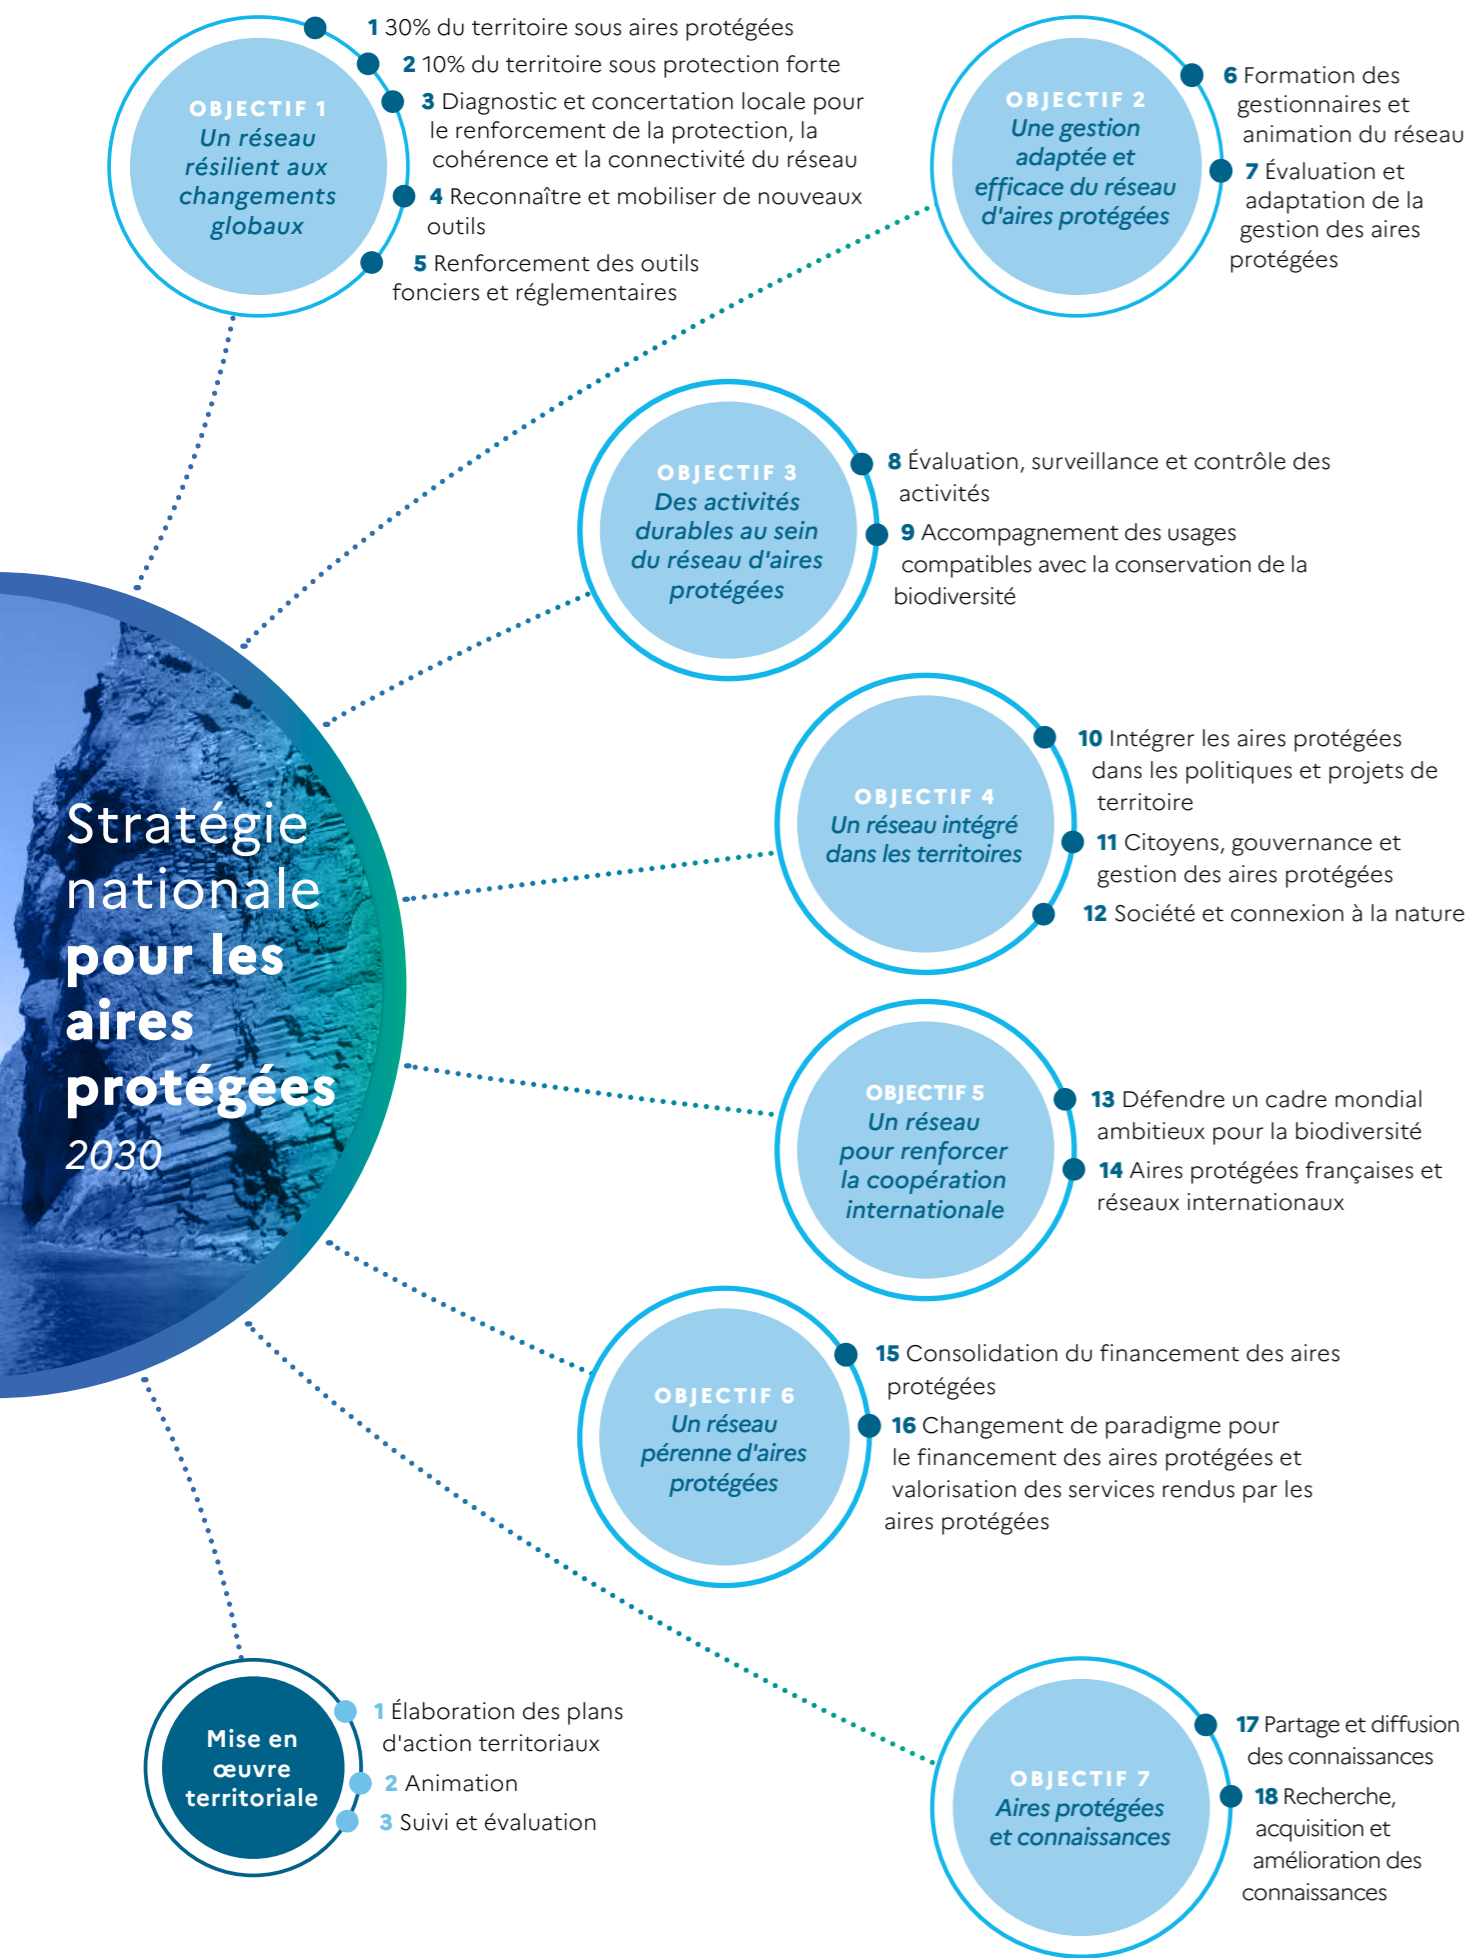 OBJECTIF 1
Un réseau
résilient aux
changements
globaux
1 30% du territoire sous aires protégées
2 10% du territoire sous protection forte
3 Diagnostic et concertation locale pour
le renforcement de la protection, la
cohérence et la connectivité du réseau
4 Reconnaître et mobiliser de nouveaux
outils
5 Renforcement des outils
fonciers et réglementaires
OBJECTIF 2
Une gestion
adaptée et
efficace du réseau
d'aires protégées
6 Formation des
gestionnaires et
animation du réseau
7 Évaluation et
adaptation de la
gestion des aires
protégées
OBJECTIF 3
Des activités
durables au sein
du réseau d'aires
protégées
8 Évaluation, surveillance et contrôle des
activités
9 Accompagnement des usages
compatibles avec la conservation de la
biodiversité
Stratégie
nationale
pour les
aires
protégées
2030
OBJECTIF 4
Un réseau intégré
dans les territoires
10 Intégrer les aires protégées
dans les politiques et projets de
territoire
11 Citoyens, gouvernance et
gestion des aires protégées
12 Société et connexion à la nature
OBJECTIF 5
Un réseau
pour renforcer
la coopération
internationale
13 Défendre un cadre mondial
ambitieux pour la biodiversité
14 Aires protégées françaises et
réseaux internationaux
OBJECTIF 6
Un réseau
pérenne d'aires
protégées
15 Consolidation du financement des aires
protégées
16 Changement de paradigme pour
le financement des aires protégées et
valorisation des services rendus par les
aires protégées
Mise en
œuvre
territoriale
1 Élaboration des plans
d'action territoriaux
2 Animation
3 Suivi et évaluation
OBJECTIF 7
Aires protégées
et connaissances
17 Partage et diffusion
des connaissances
18 Recherche,
acquisition et
amélioration des
connaissances